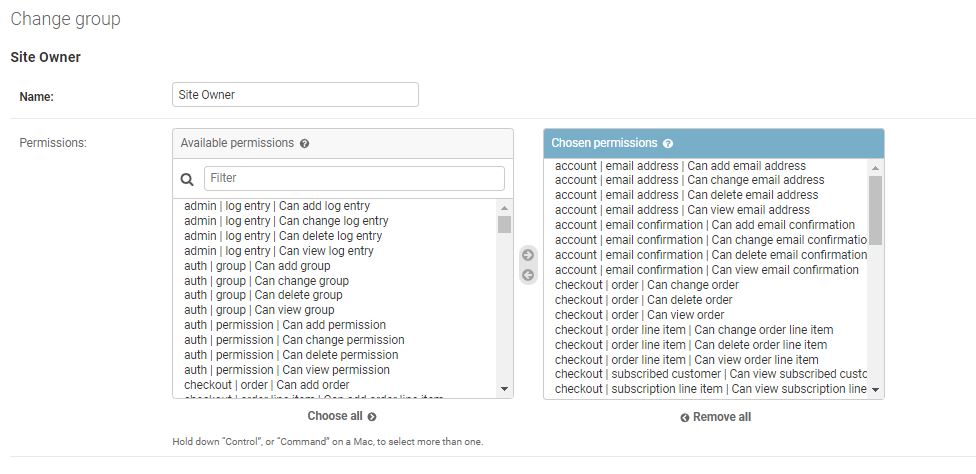 Change group
Site Owner
Name:
Site Owner
Permissions:
Available permissions
Filter
admin | log entry | Can add log entry
admin | log entry | Can change log entry
admin | log entry | Can delete log entry
admin | log entry | Can view log entry
auth | group | Can add group
auth | group | Can change group
auth | group | Can delete group
auth | group | Can view group
auth | permission | Can add permission
auth | permission | Can change permission
auth | permission | Can delete permission
auth | permission | Can view permission
checkout | order | Can add order
checkout | order line item | Can add order line item
Choose all
Hold down "Control", or "Command" on a Mac, to select more than one.
Chosen permissions
account | email address | Can add email address
account | email address | Can change email address
account | email address | Can delete email address
account | email address | Can view email address
account | email confirmation | Can add email confirmation
account | email confirmation | Can change email confirmatio
account | email confirmation | Can delete email confirmation
account | email confirmation | Can view email confirmation
checkout | order | Can change order
checkout | order | Can delete order
checkout | order | Can view order
checkout | order line item | Can change order line item
checkout | order line item | Can delete order line item
checkout | order line item | Can view order line item
checkout | subscribed customer | Can view subscribed custc
checkout | subscription line item | Can view subscription line
Remove all